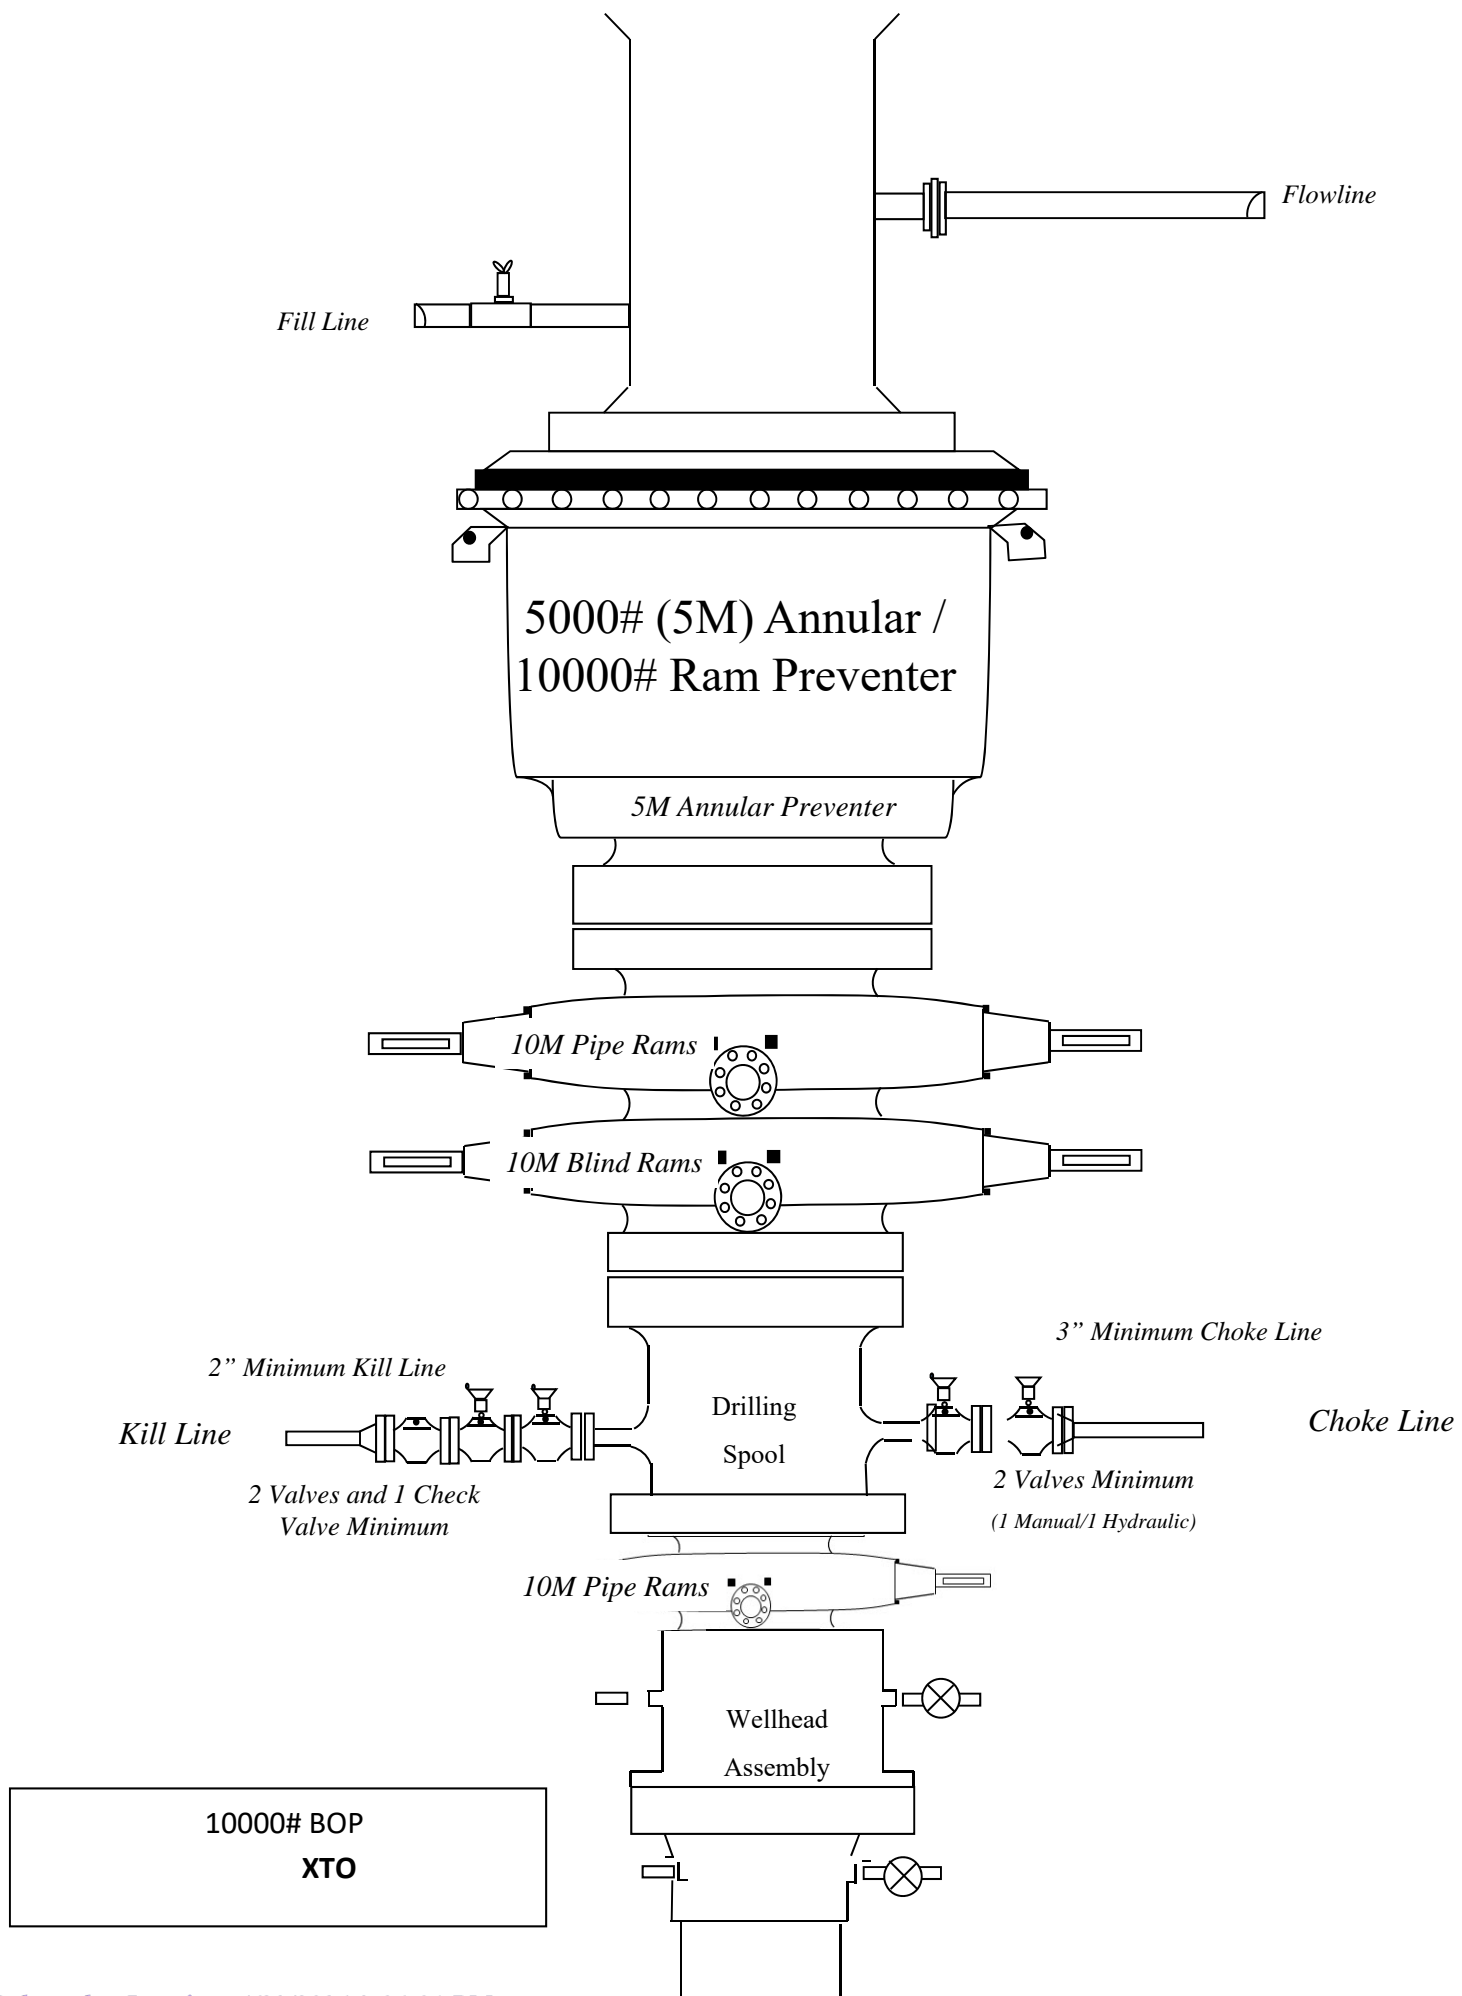 Flowline
Fill Line
5000# (5M) Annular /
10000# Ram Preventer
5M Annular Preventer
10M Pipe Rams
10M Blind Rams
3” Minimum Choke Line
2” Minimum Kill Line
Drilling
Spool
Kill Line
Choke Line
2 Valves and 1 Check
Valve Minimum
2 Valves Minimum
(1 Manual/1 Hydraulic)
10M Pipe Rams
Wellhead
Assembly
10000# BOP
XTO